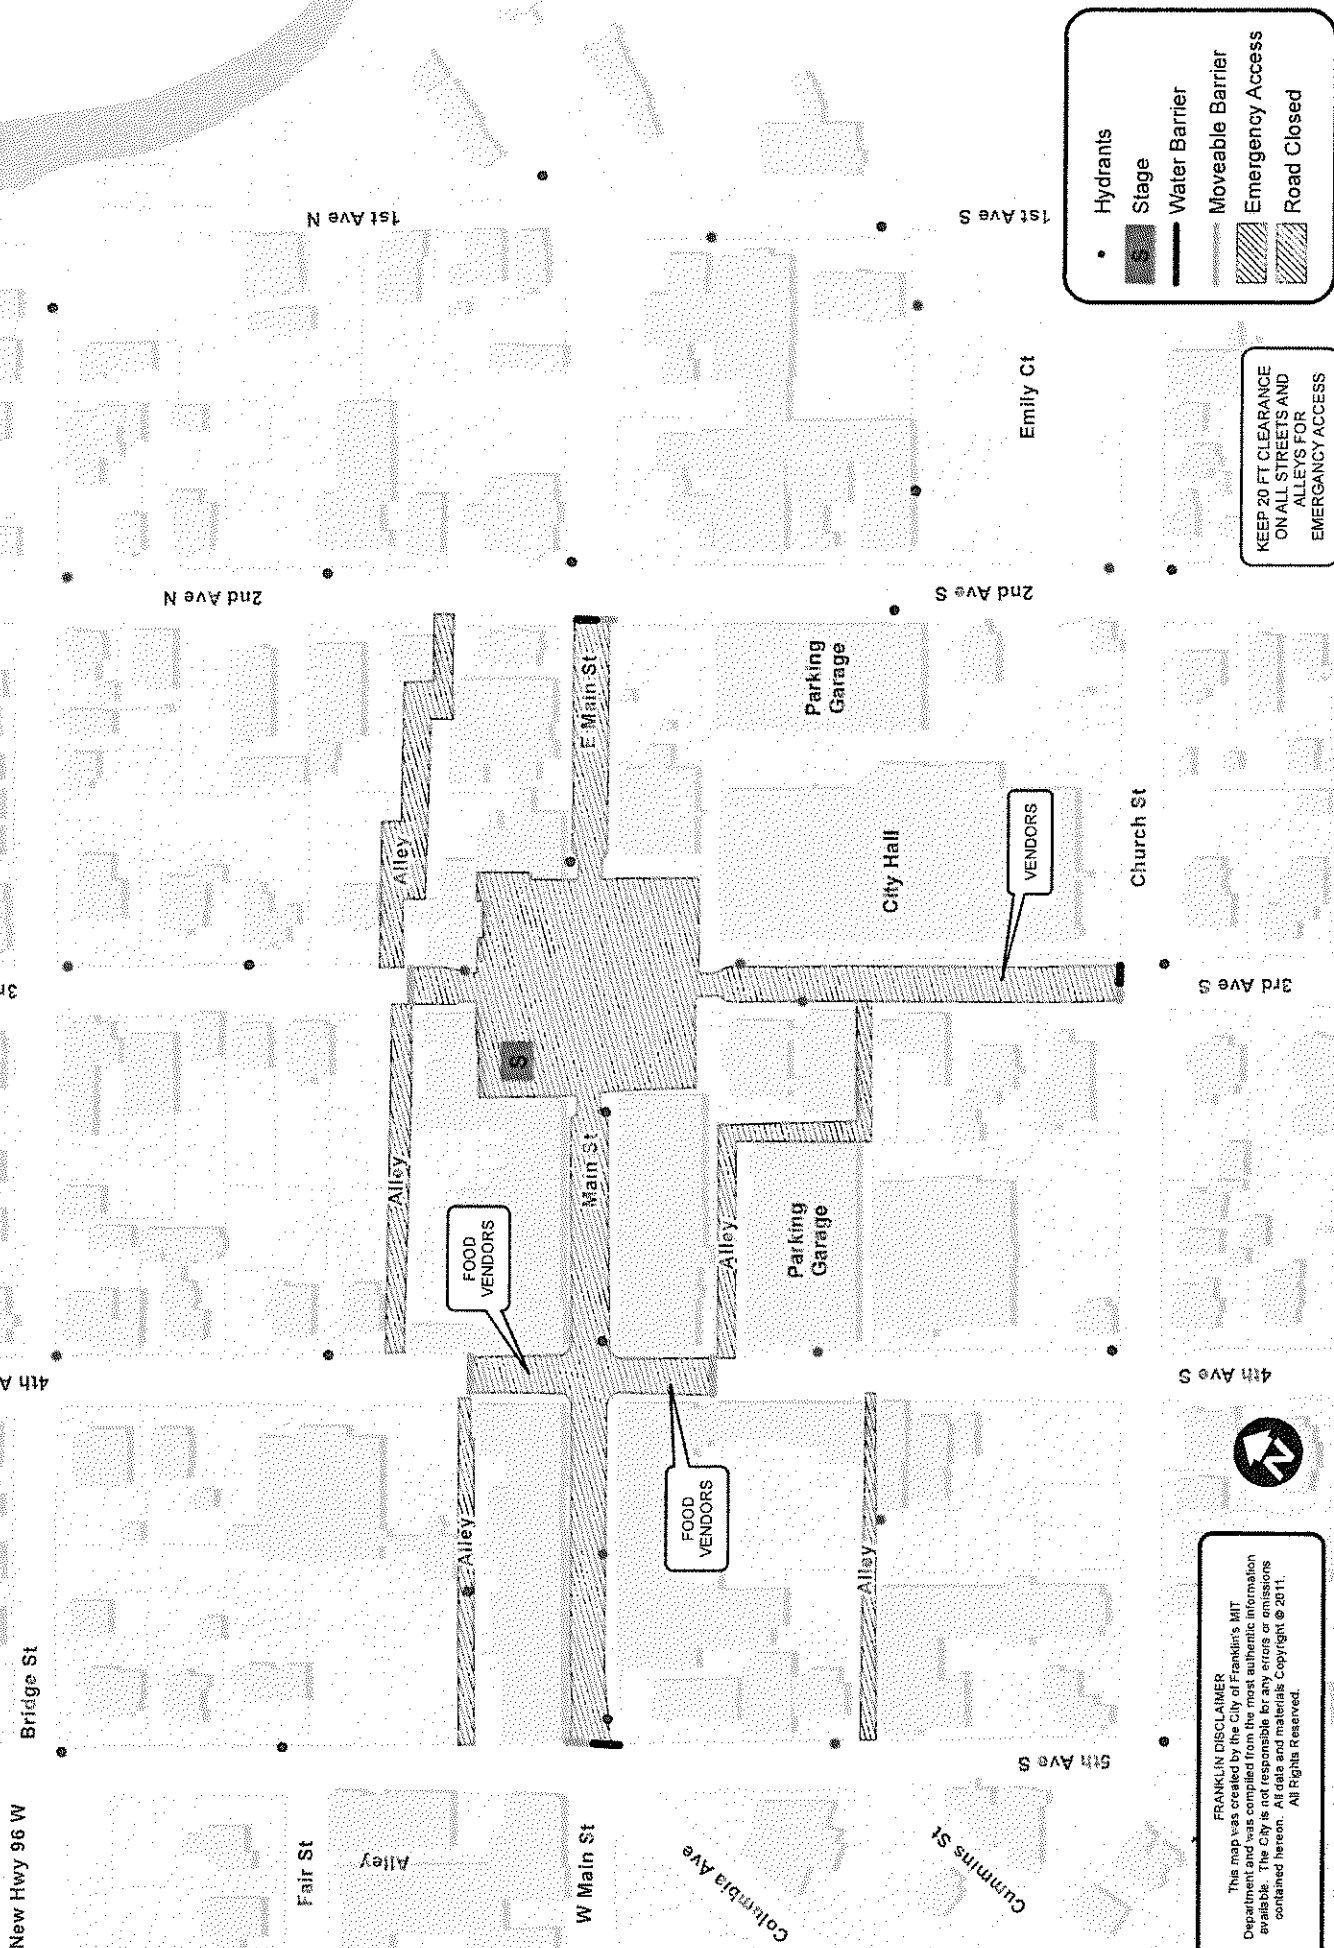 New Hwy 96 W
Bridge St
4th A
3r
Fair St
Alley
Alley
Alley
Alley
2nd Ave N
1st Ave N
FOOD
VENDORS
S
W Main St
Main St
E Main St
Columbia Ave
FOOD
VENDORS
Alley
Parking
Garage
City Hall
Parking
Garage
Alley
Cummins St
5th Ave S
VENDORS
Church St
2nd Ave S
Emily Ct
1st Ave S
4th Ave S
3rd Ave S
N
Hydrants
S Stage
Water Barrier
Moveable Barrier
Emergency Access
Road Closed
KEEP 20 FT CLEARANCE
ON ALL STREETS AND
ALLEYS FOR
EMERGANCY ACCESS
FRANKLIN DISCLAIMER
This map was created by the City of Franklin's MIT
Department and was compiled from the most authentic information
available. The City is not responsible for any errors or omissions
contained hereon. All data and materials Copyright © 2011.
All Rights Reserved.